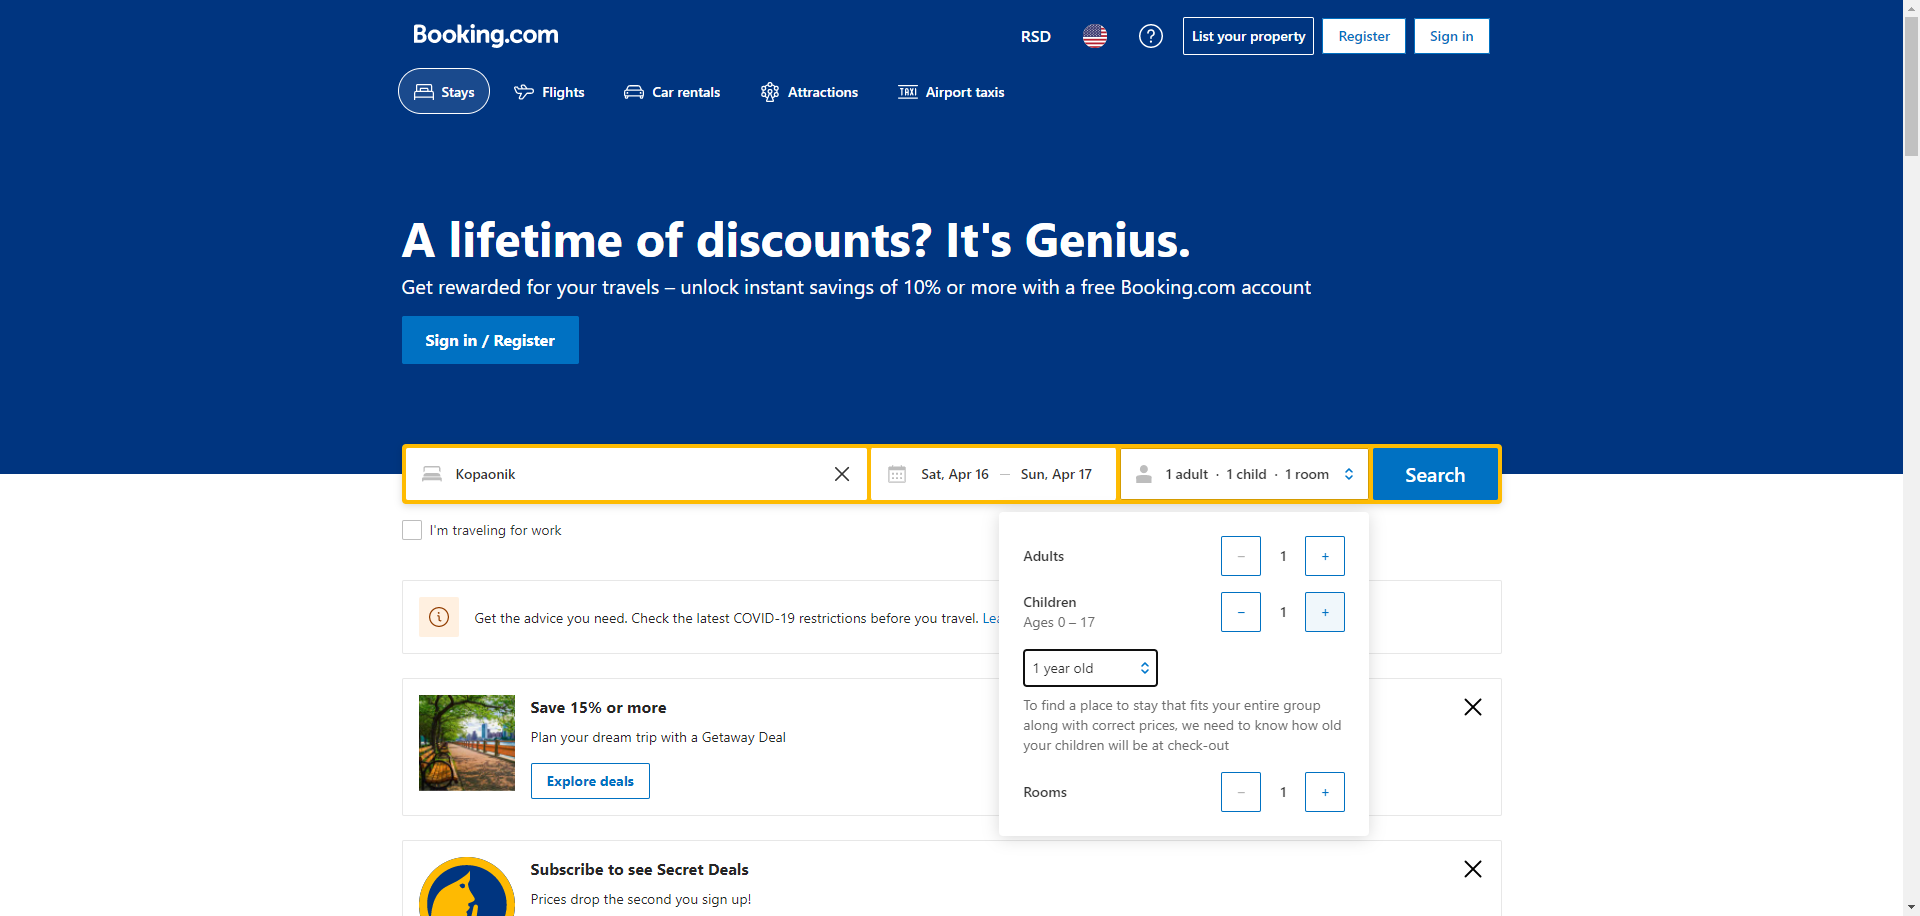 Booking.com
RSD
List your property
Register
Sign in
Stays
Flights
Car rentals
Attractions
TAXI
Airport taxis
A lifetime of discounts? It's Genius.
Get rewarded for your travels – unlock instant savings of 10% or more with a free Booking.com account
Sign in / Register
Kopaonik
Sat, Apr 16 — Sun, Apr 17
1 adult · 1 child · 1 room
Search
I'm traveling for work
Adults
− 1 +
Children
Ages 0 – 17
− 1 +
1 year old
To find a place to stay that fits your entire group
along with correct prices, we need to know how old
your children will be at check-out
Rooms
− 1 +
Get the advice you need. Check the latest COVID-19 restrictions before you travel.
Save 15% or more
Plan your dream trip with a Getaway Deal
Explore deals
Subscribe to see Secret Deals
Prices drop the second you sign up!